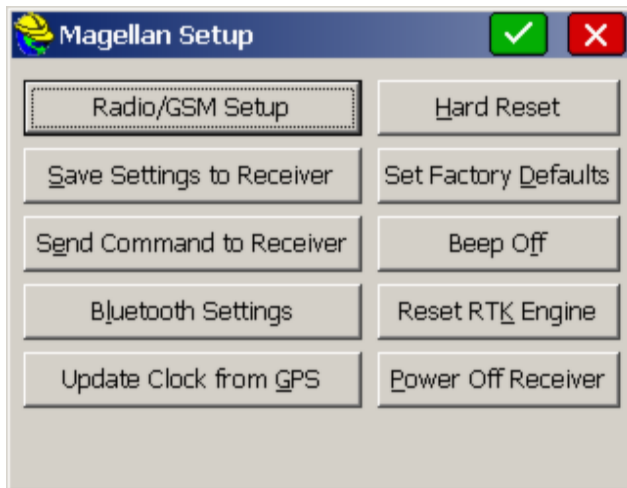 Magellan Setup
Radio/GSM Setup
Hard Reset
Save Settings to Receiver
Set Factory Defaults
Send Command to Receiver
Beep Off
Bluetooth Settings
Reset RTK Engine
Update Clock from GPS
Power Off Receiver